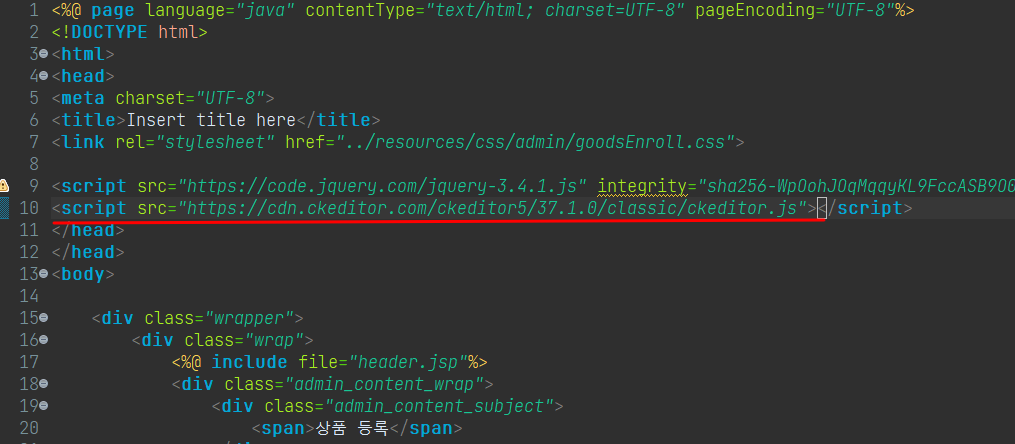 1 <%@ page language="java" contentType="text/html; charset=UTF-8" pageEncoding="UTF-8"%>
2 <!DOCTYPE html>
3 <html>
4 <head>
5 <meta charset="UTF-8">
6 <title>Insert title here</title>
7 <link rel="stylesheet" href="../resources/css/admin/goodsEnroll.css">
8
9 <script src="https://code.jquery.com/jquery-3.4.1.js" integrity="sha256-WpOohJOqMqqyKL9FccASB9O0
10 <script src="https://cdn.ckeditor.com/ckeditor5/37.1.0/classic/ckeditor.js"></script>
11 </head>
12 </head>
13 <body>
14
15 <div class="wrapper">
16 <div class="wrap">
17 <%@ include file="header.jsp"%>
18 <div class="admin_content_wrap">
19 <div class="admin_content_subject">
20 <span>상품 등록</span>